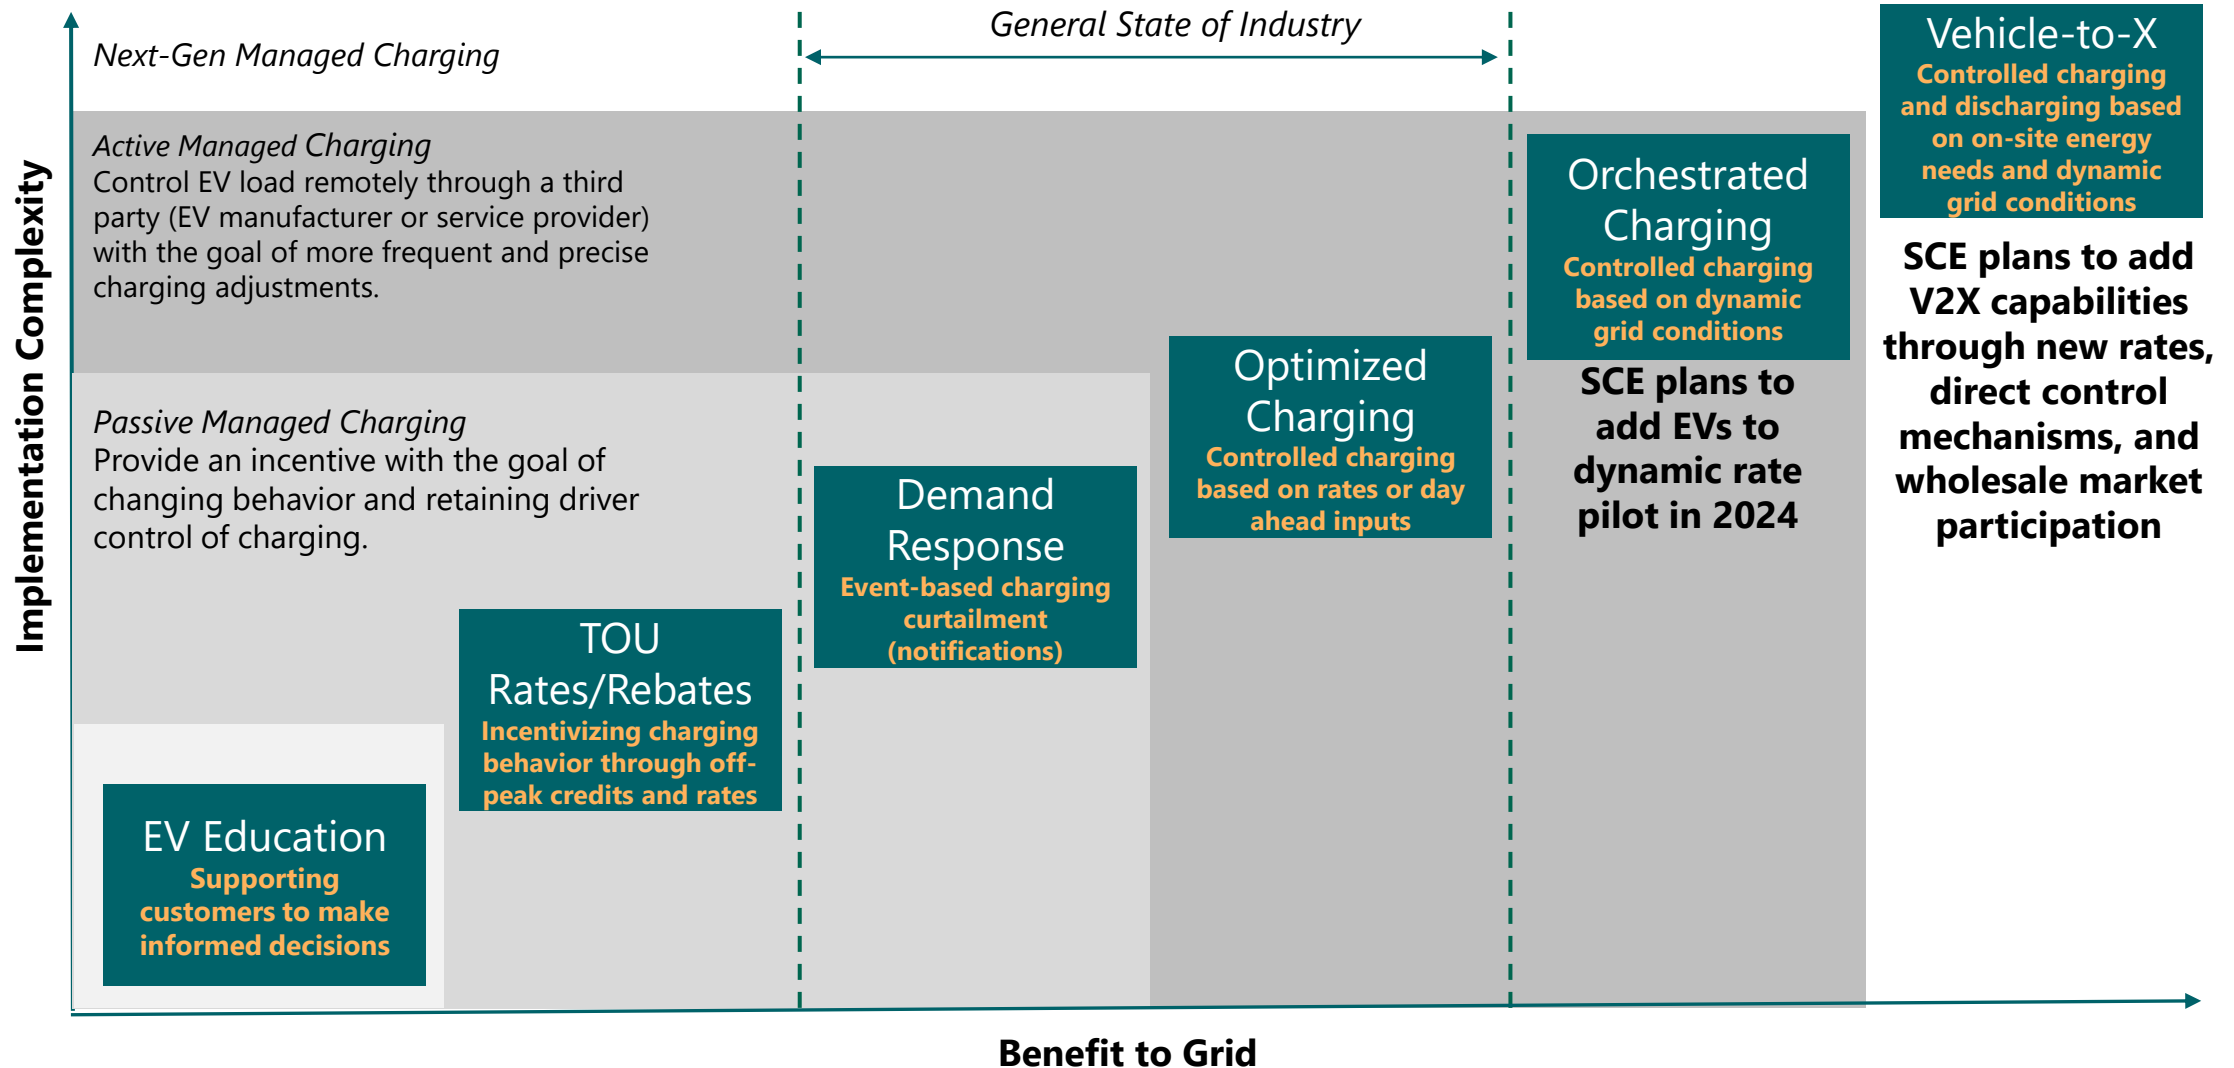 Next-Gen Managed Charging
General State of Industry
Active Managed Charging
Control EV load remotely through a third
party (EV manufacturer or service provider)
with the goal of more frequent and precise
charging adjustments.
Passive Managed Charging
Provide an incentive with the goal of
changing behavior and retaining driver
control of charging.
Implementation Complexity
EV Education
Supporting
customers to make
informed decisions
TOU
Rates/Rebates
Incentivizing charging
behavior through off-
peak credits and rates
Demand
Response
Event-based charging
curtailment
(notifications)
Optimized
Charging
Controlled charging
based on rates or day
ahead inputs
Orchestrated
Charging
Controlled charging
based on dynamic
grid conditions
SCE plans to
add EVs to
dynamic rate
pilot in 2024
Vehicle-to-X
Controlled charging
and discharging based
on on-site energy
needs and dynamic
grid conditions
SCE plans to add
V2X capabilities
through new rates,
direct control
mechanisms, and
wholesale market
participation
Benefit to Grid